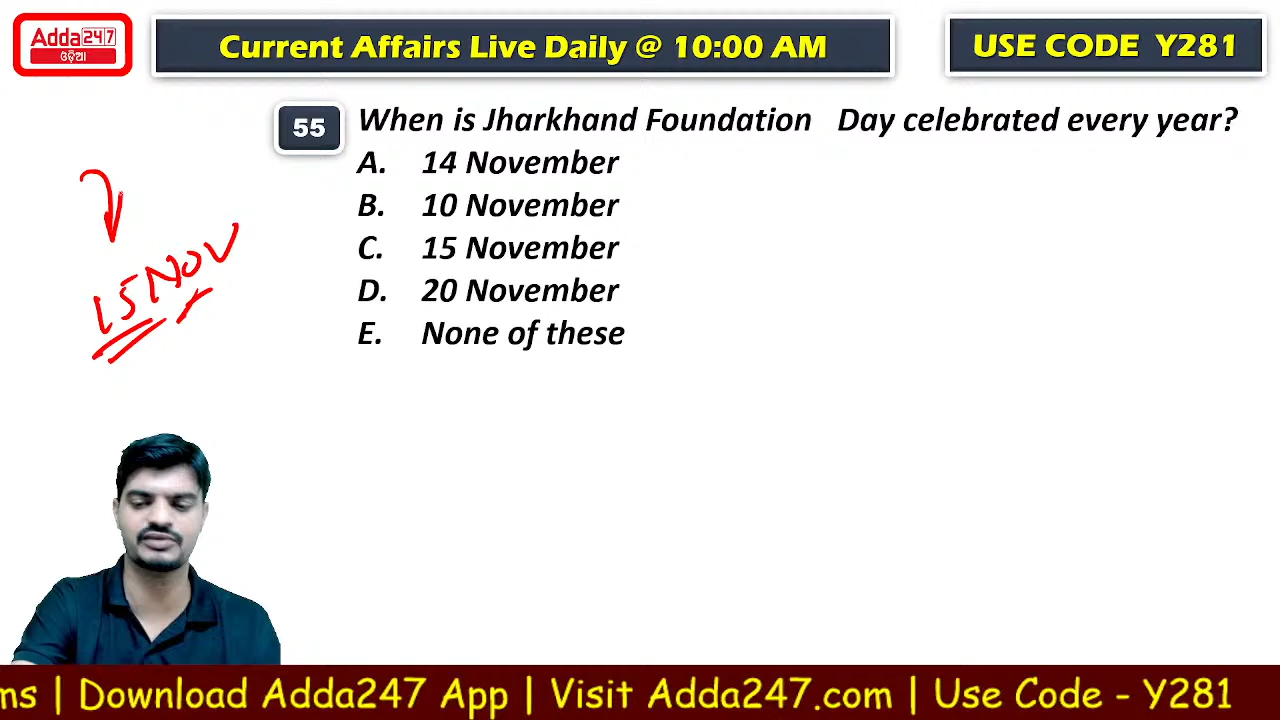 Adda247
ଓଡ଼ିଆ
Current Affairs Live Daily @ 10:00 AM
USE CODE Y281
55 When is Jharkhand Foundation Day celebrated every year?
A. 14 November
B. 10 November
C. 15 November
D. 20 November
E. None of these
15 NOV
ms | Download Adda247 App | Visit Adda247.com | Use Code - Y281